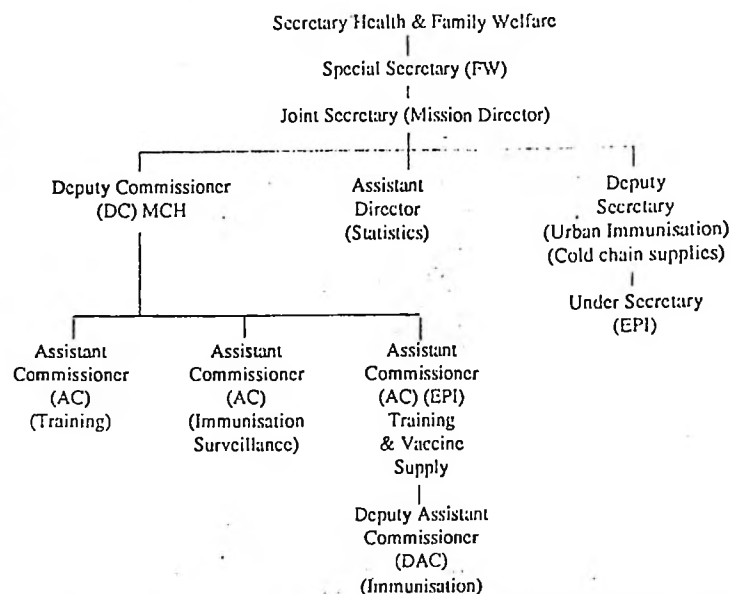 Secretary Health & Family Welfare
Special Secretary (FW)
Joint Secretary (Mission Director)
Deputy Commissioner
(DC) MCH
Assistant
Director
(Statistics)
Deputy
Secretary
(Urban Immunisation)
(Cold chain supplies)
Under Secretary
(EPI)
Assistant
Commissioner
(AC)
(Training)
Assistant
Commissioner
(AC)
(Immunisation
Surveillance)
Assistant
Commissioner
(AC) (EPI)
Training
& Vaccine
Supply
Deputy Assistant
Commissioner
(DAC)
(Immunisation)